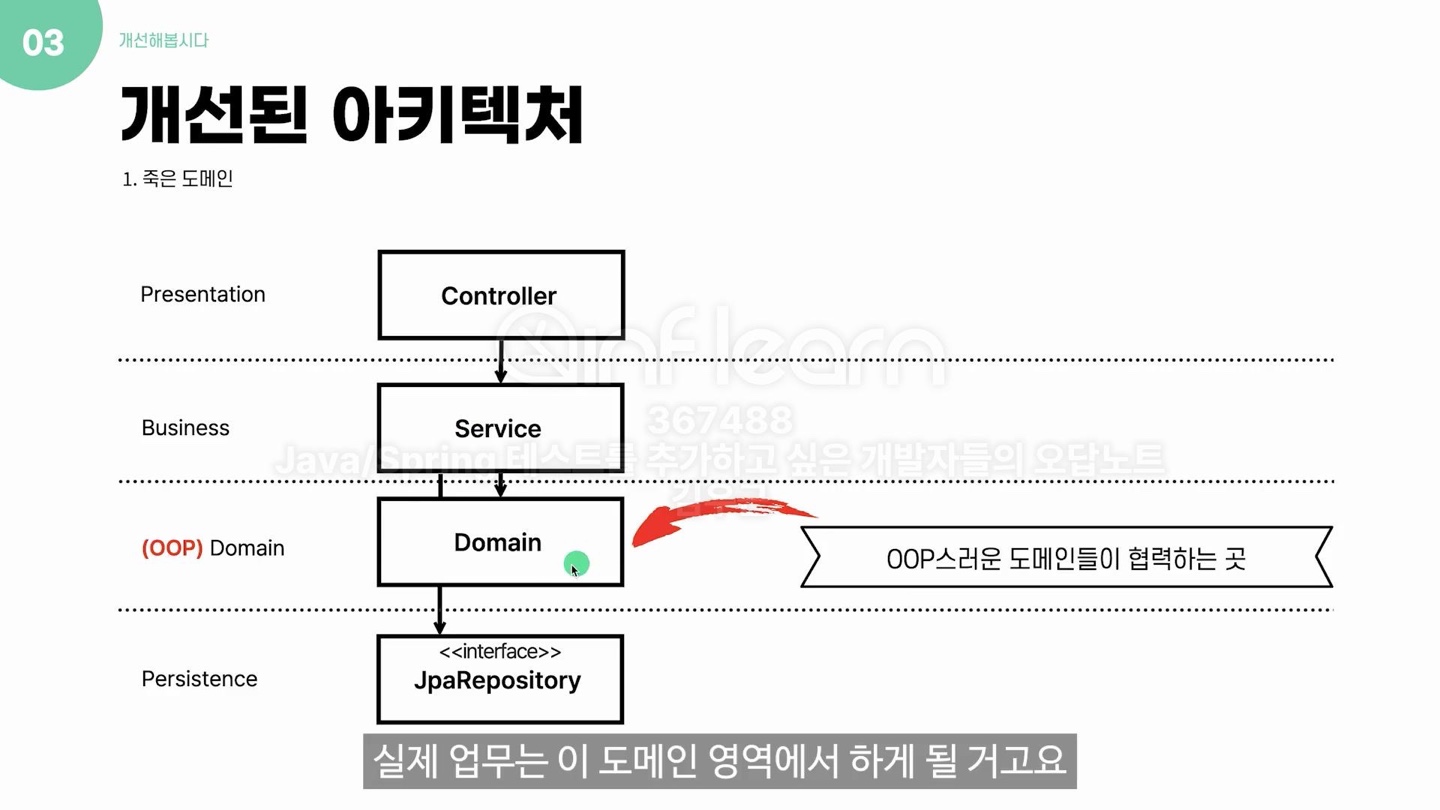 03
개선해봅시다
개선된 아키텍처
1. 죽은 도메인
Presentation
Controller
inflearn
367488
Business
Service
Java/Spring 테스트를 추가하고 싶은 개발자들의 오답노트
(OOP) Domain
Domain
OOP스러운 도메인들이 협력하는 곳
Persistence
<<interface>>
JpaRepository
실제 업무는 이 도메인 영역에서 하게 될 거고요